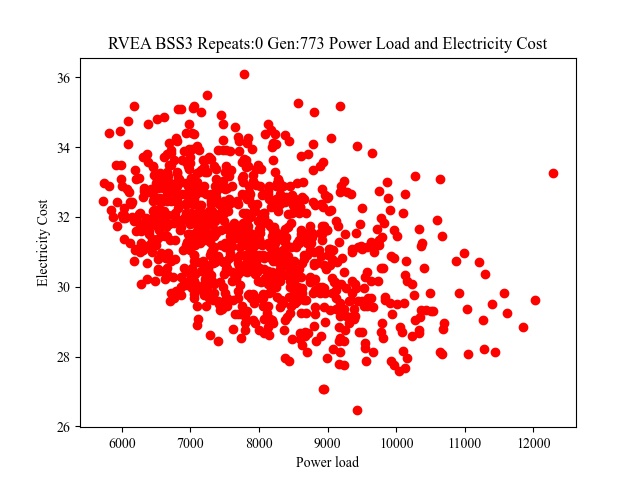 RVEA BSS3 Repeats:0 Gen:773 Power Load and Electricity Cost
36
34
32
30
28
26
Electricity Cost
6000 7000 8000 9000 10000 11000 12000
Power load